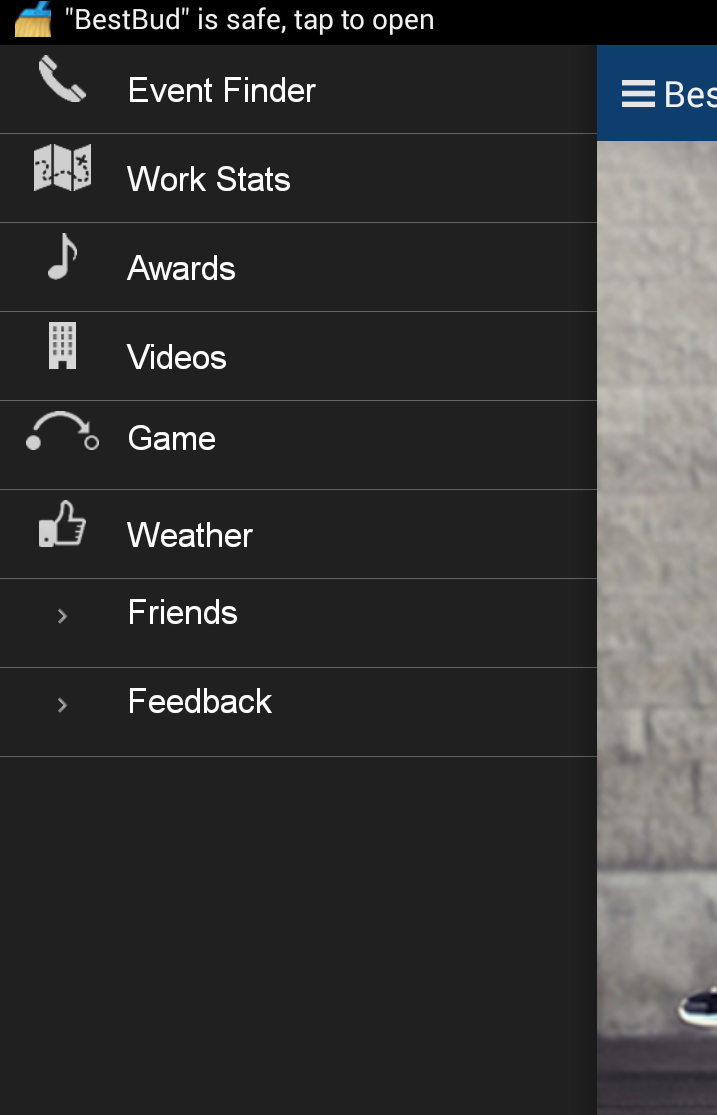 "BestBud" is safe, tap to open
Bes
Event Finder
Work Stats
Awards
Videos
Game
Weather
Friends
Feedback